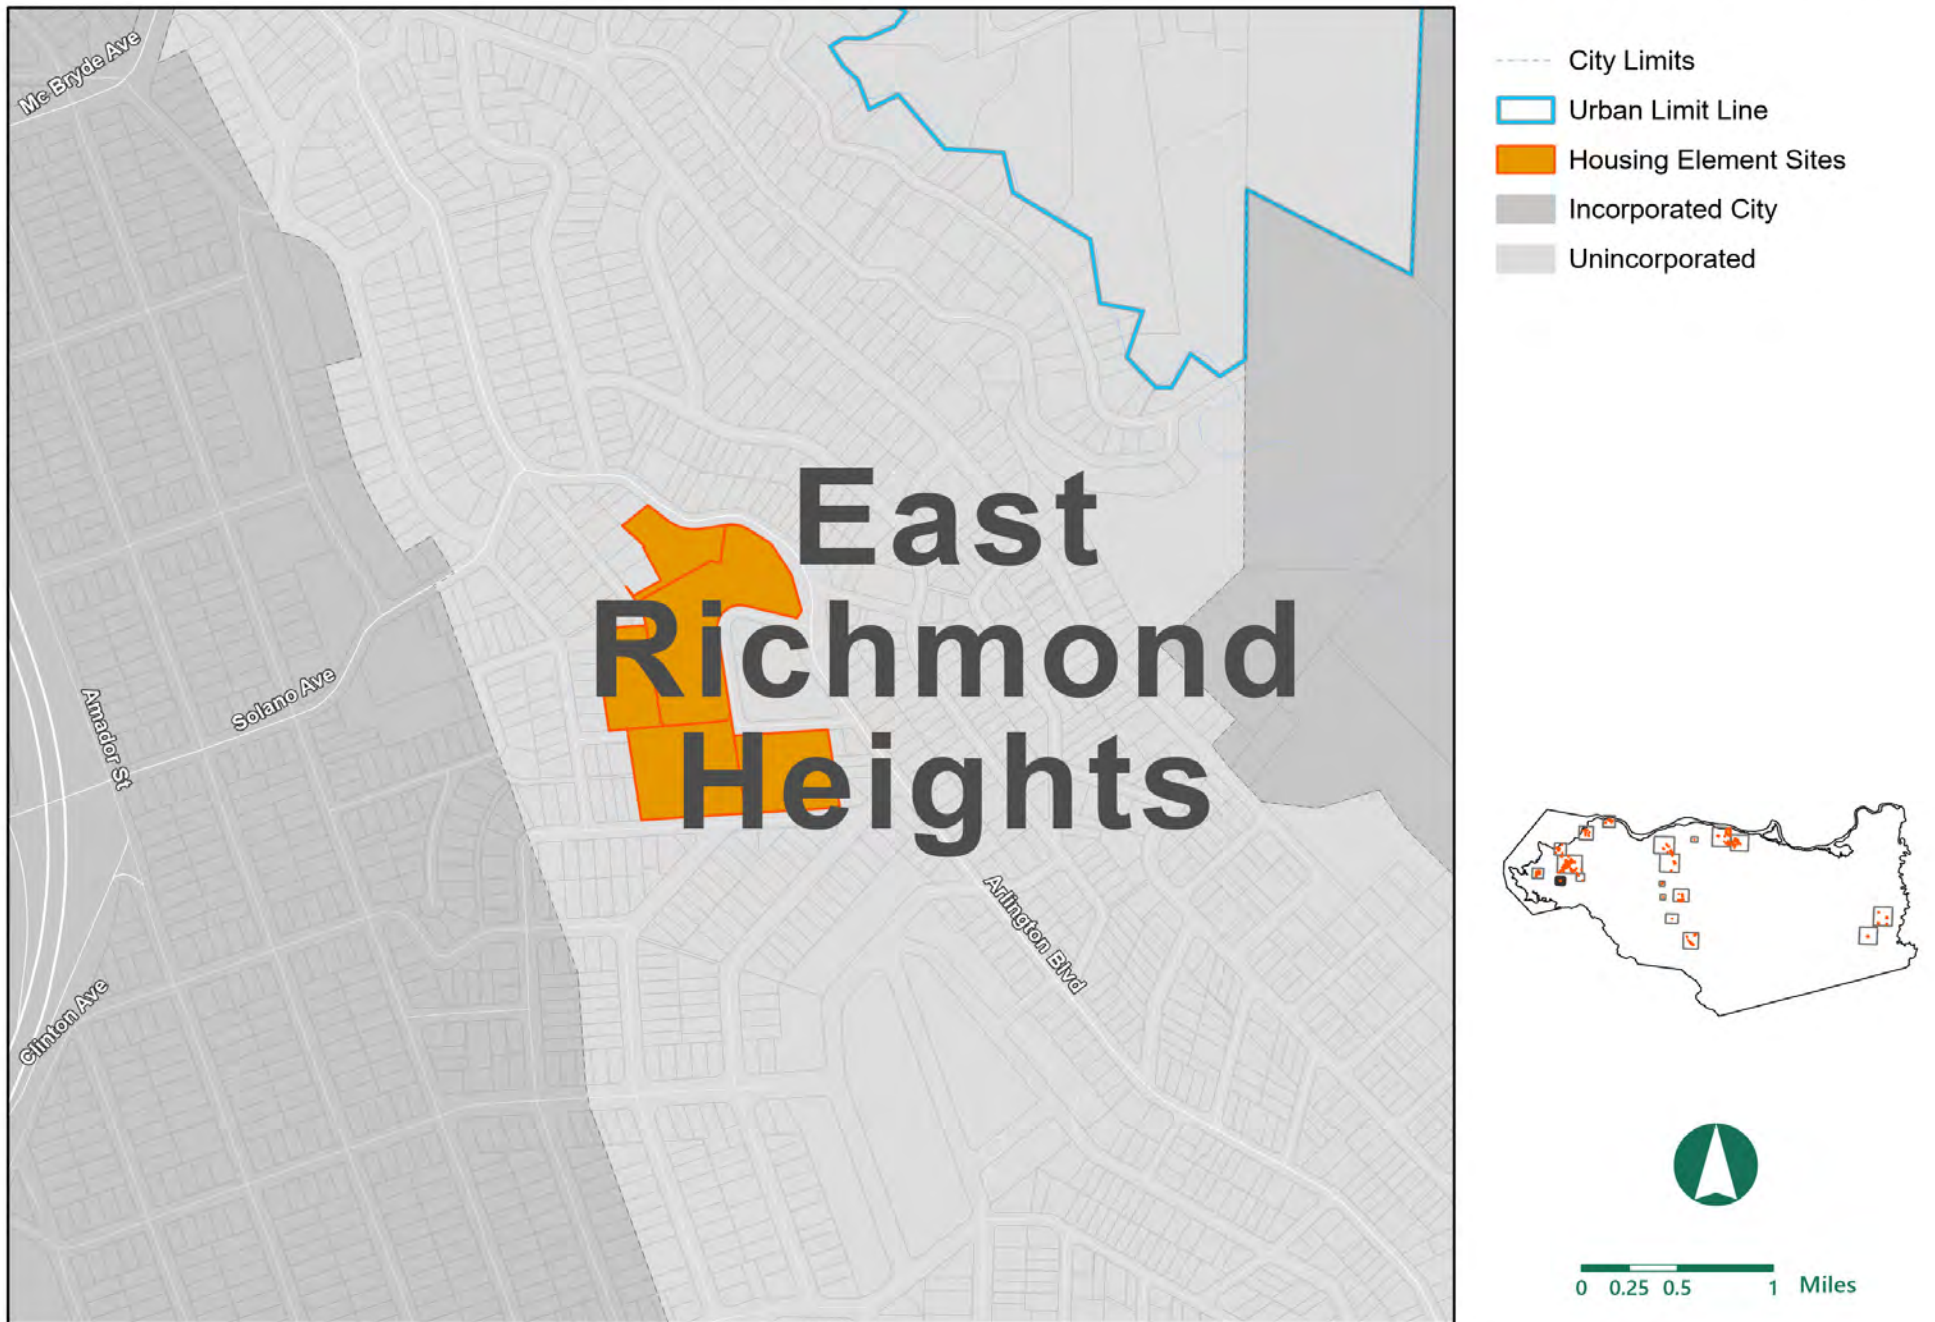 Mc Bryde Ave
East
Richmond
Heights
Solano Ave
Amador St
Arlington Blvd
Clinton Ave
City Limits
Urban Limit Line
Housing Element Sites
Incorporated City
Unincorporated
0 0.25 0.5 1 Miles